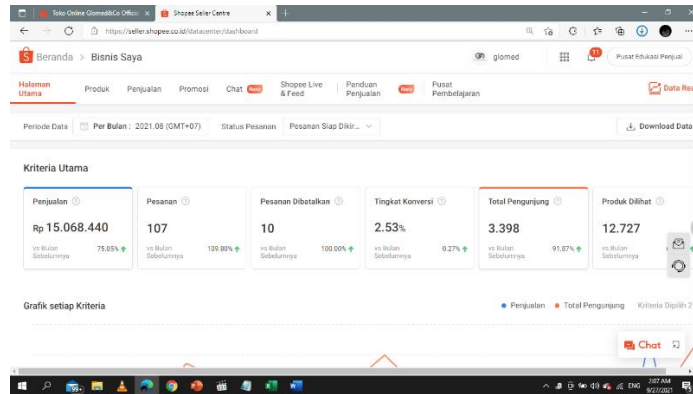 Toko Online Glomed&Co Offici
Shopee Seller Centre
https://seller.shopee.co.id/datacenter/dashboard
Beranda > Bisnis Saya
glomed
Pusat Edukasi Penjual
Halaman Utama
Produk
Penjualan
Promosi
Chat
Shopee Live & Feed
Panduan Penjualan
Pusat Pembelajaran
Data Rea
Periode Data
Per Bulan : 2021.08 (GMT+07)
Status Pesanan
Pesanan Siap Dikir...
Download Data
Kriteria Utama
Penjualan
Rp 15.068.440
vs Bulan Sebelumnya
75.05%
Pesanan
107
vs Bulan Sebelumnya
109.80%
Pesanan Dibatalkan
10
vs Bulan Sebelumnya
100.00%
Tingkat Konversi
2.53%
vs Bulan Sebelumnya
0.27%
Total Pengunjung
3.398
vs Bulan Sebelumnya
91.87%
Produk Dilihat
12.727
vs Bulan Sebelumnya
Grafik setiap Kriteria
Penjualan
Total Pengunjung
Kriteria Dipilih 2
Chat
99+
ENG
2:07 AM
9/27/2021